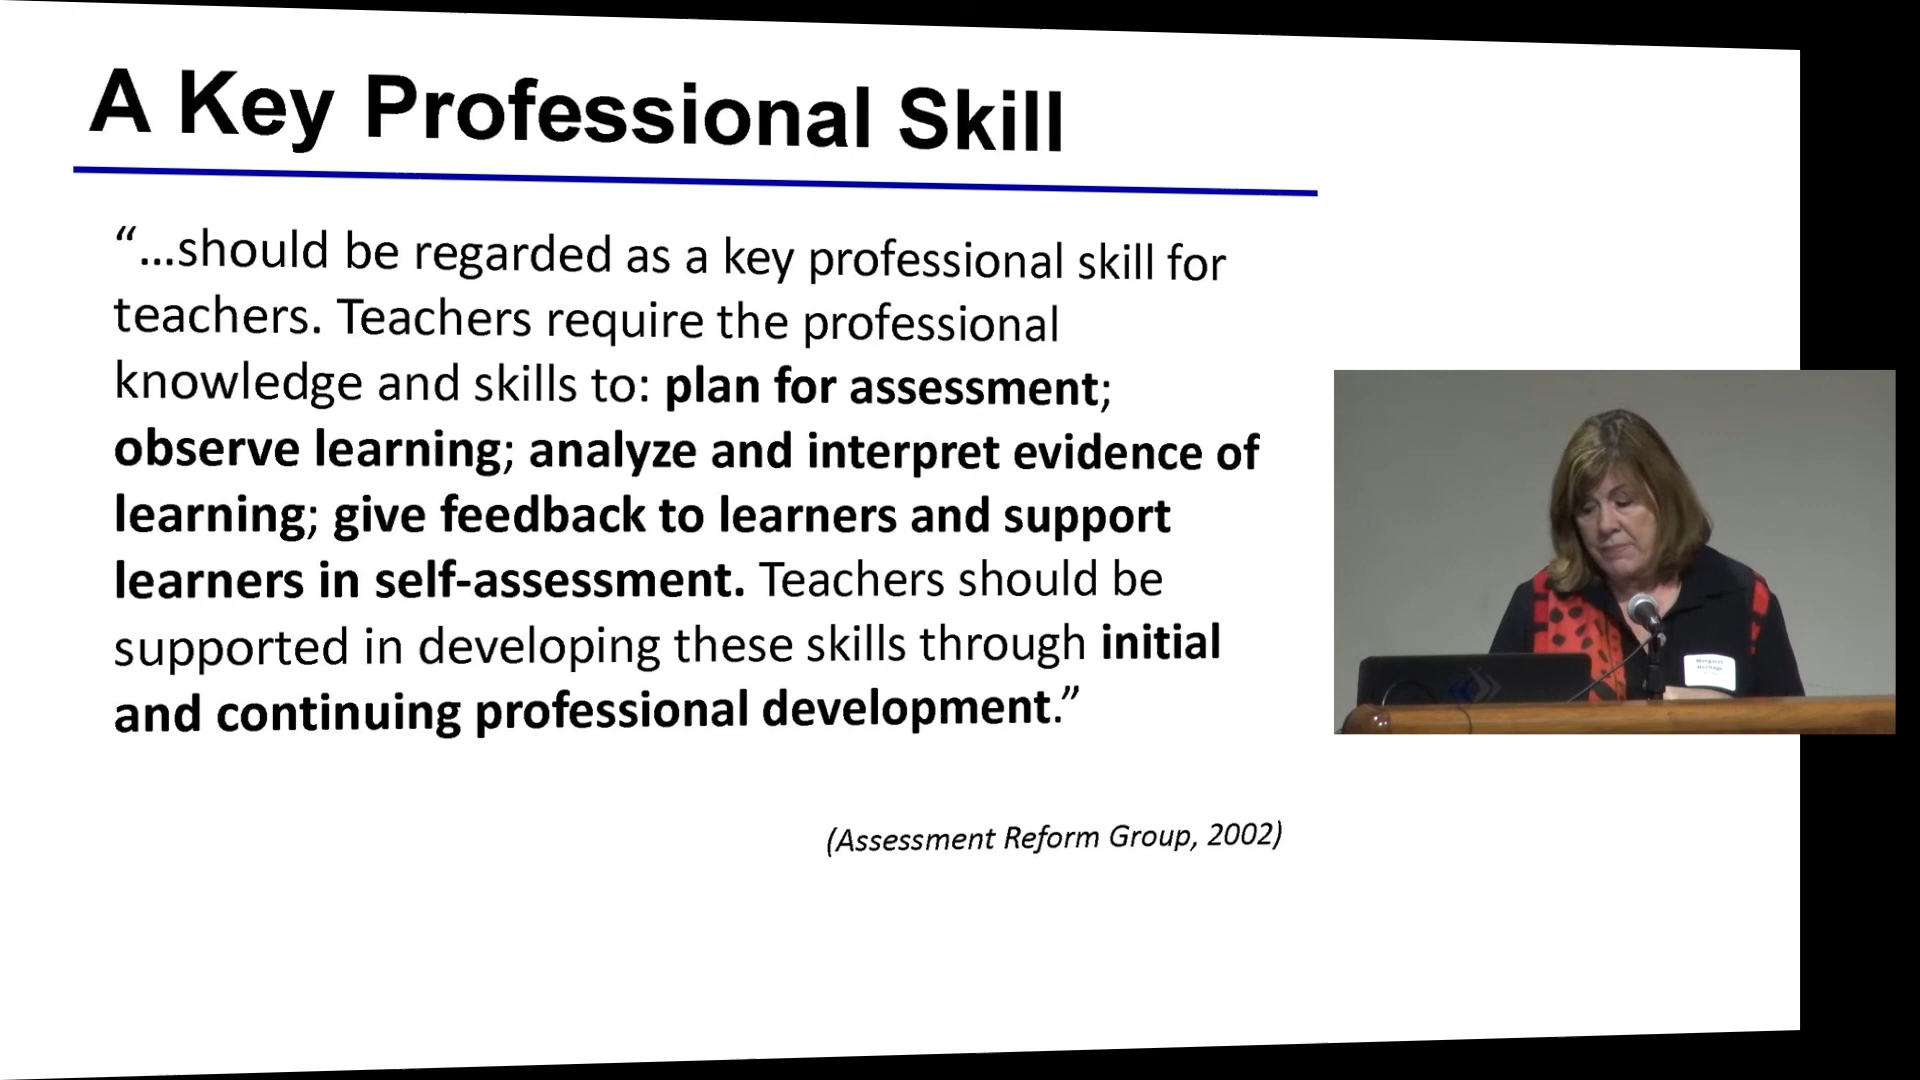 A Key Professional Skill
“...should be regarded as a key professional skill for
teachers. Teachers require the professional
knowledge and skills to: plan for assessment;
observe learning; analyze and interpret evidence of
learning; give feedback to learners and support
learners in self-assessment. Teachers should be
supported in developing these skills through initial
and continuing professional development.”
(Assessment Reform Group, 2002)
Margaret
Heritage